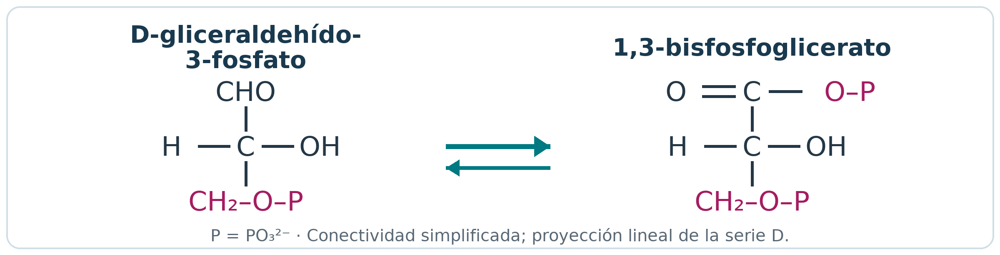 D-gliceraldehído-
3-fosfato
1,3-bisfosfoglicerato
CHO
O C O–P
H C OH
H C OH
CH₂–O–P
CH₂–O–P
P = PO₃²⁻ · Conectividad simplificada; proyección lineal de la serie D.